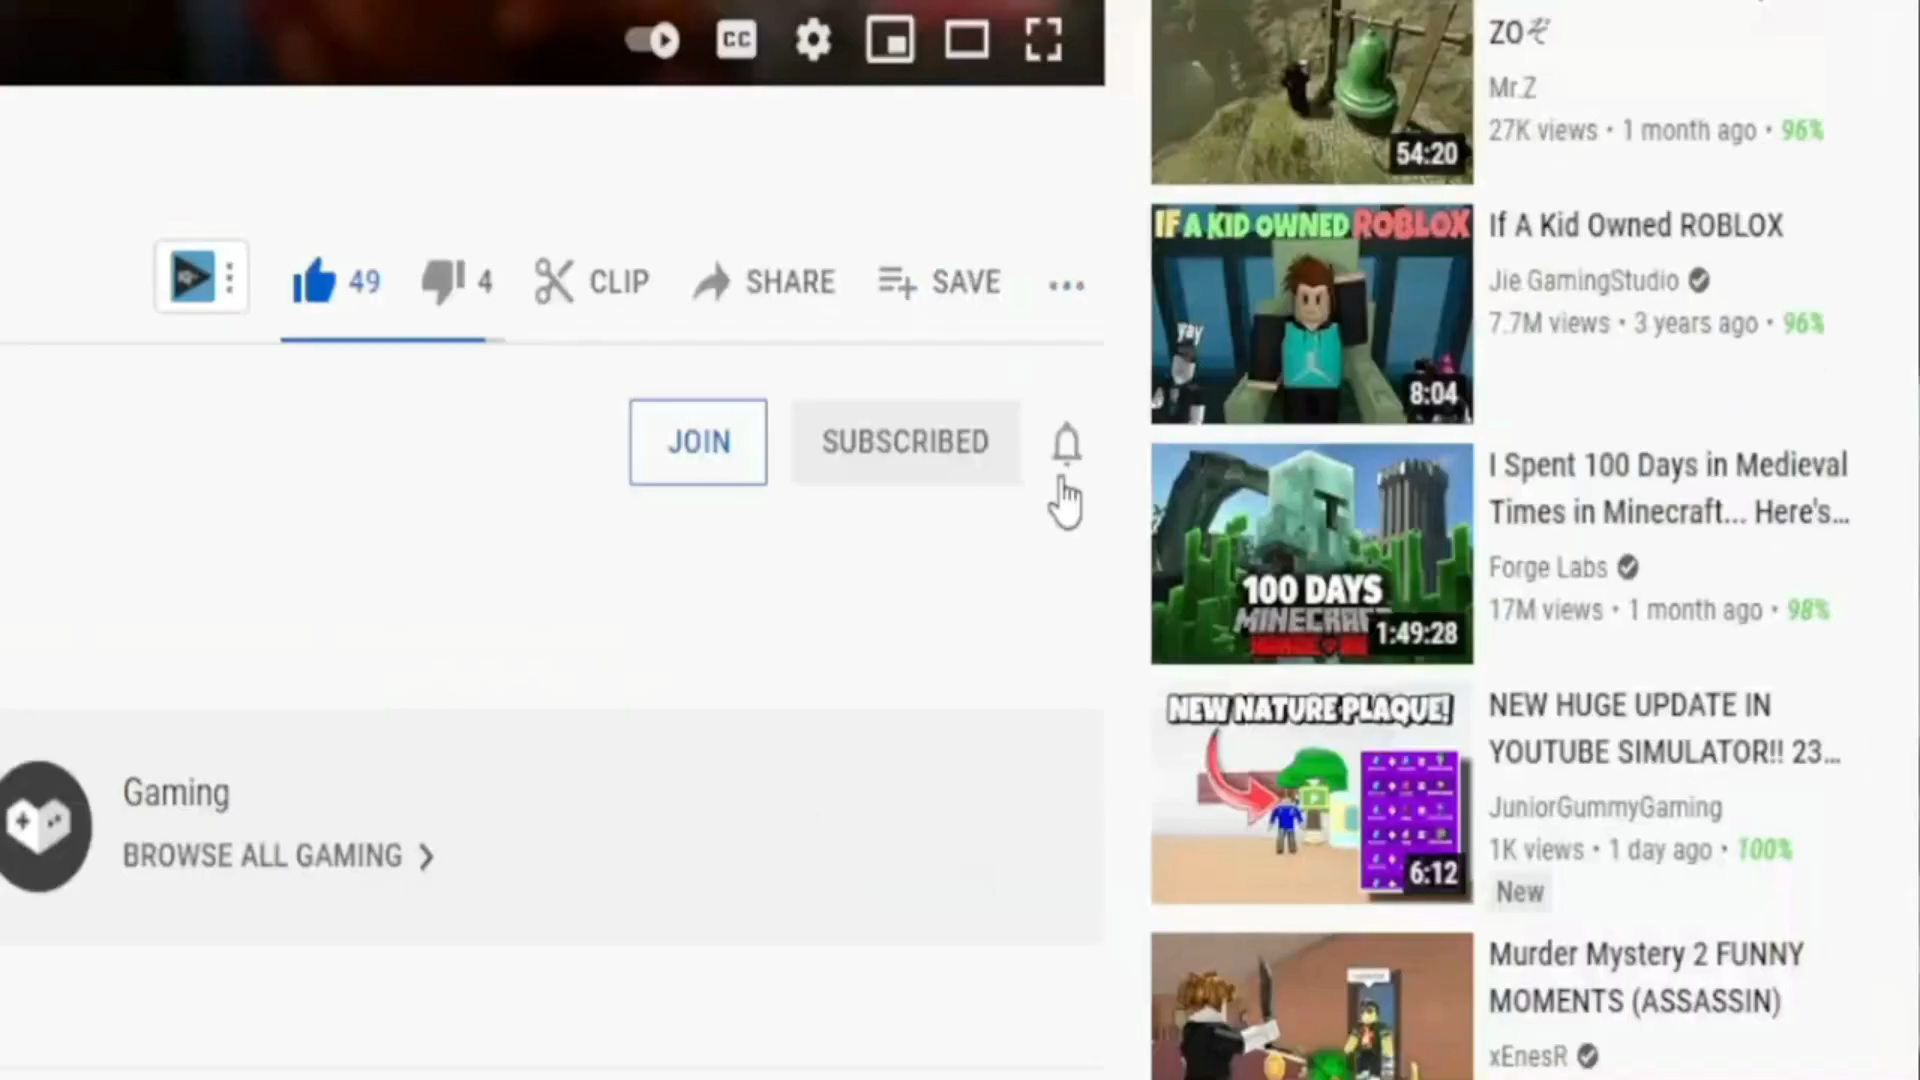 CC
49
4
CLIP
SHARE
SAVE
JOIN
SUBSCRIBED
Gaming
BROWSE ALL GAMING
54:20
ZOぞ
Mr.Z
27K views • 1 month ago • 96%
IF A KID OWNED ROBLOX
yay
8:04
If A Kid Owned ROBLOX
Jie GamingStudio
7.7M views • 3 years ago • 96%
100 DAYS
MINECRAF
1:49:28
I Spent 100 Days in Medieval
Times in Minecraft... Here's...
Forge Labs
17M views • 1 month ago • 98%
NEW NATURE PLAQUE!
6:12
NEW HUGE UPDATE IN
YOUTUBE SIMULATOR!! 23...
JuniorGummyGaming
1K views • 1 day ago • 100%
New
Murder Mystery 2 FUNNY
MOMENTS (ASSASSIN)
xEnesR